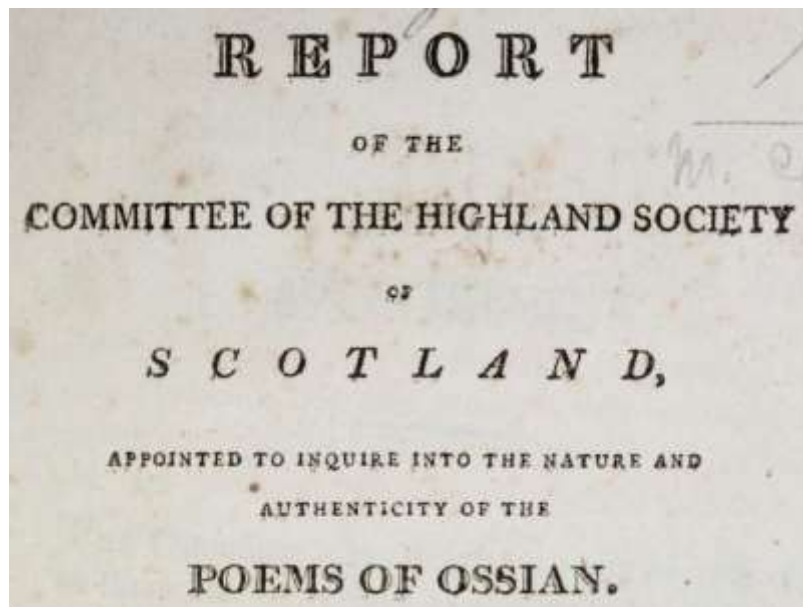 REPORT
OF THE
COMMITTEE OF THE HIGHLAND SOCIETY
OF
SCOTLAND,
APPOINTED TO INQUIRE INTO THE NATURE AND
AUTHENTICITY OF THE
POEMS OF OSSIAN.